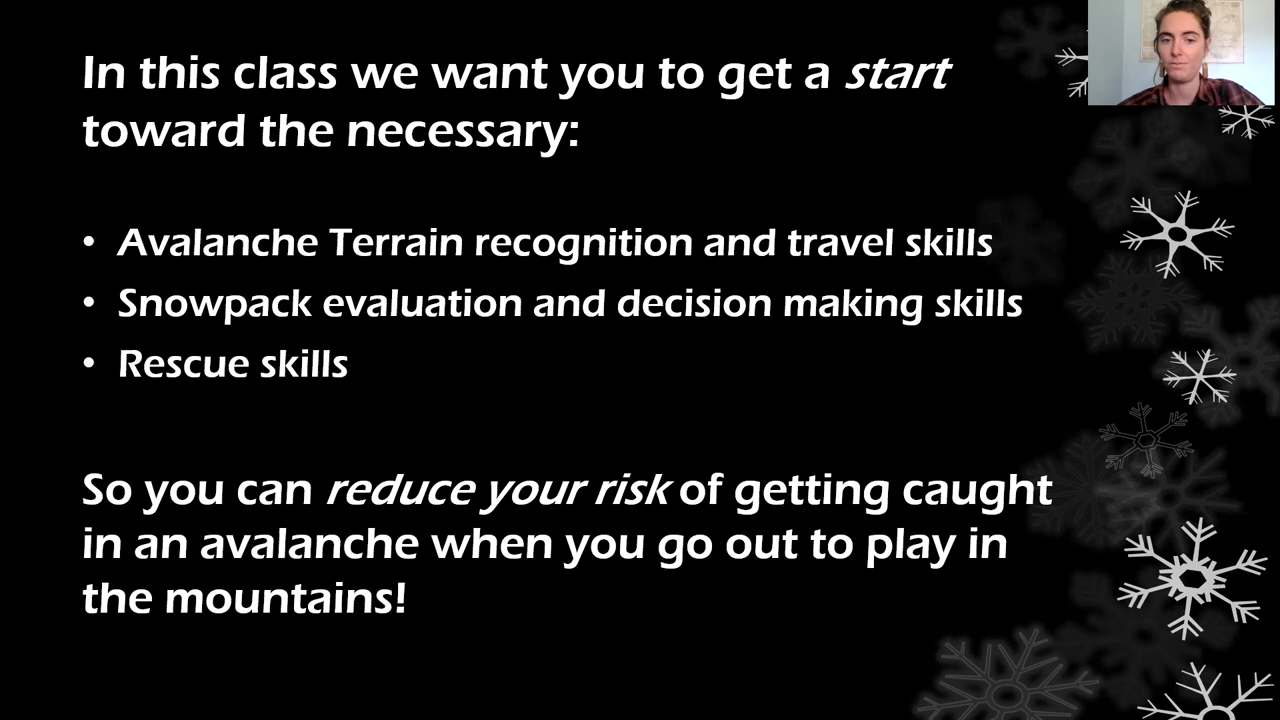 In this class we want you to get a start
toward the necessary:
• Avalanche Terrain recognition and travel skills
• Snowpack evaluation and decision making skills
• Rescue skills
So you can reduce your risk of getting caught
in an avalanche when you go out to play in
the mountains!